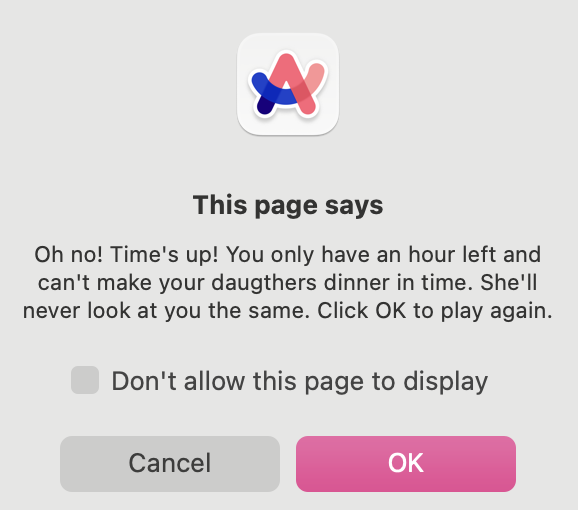 This page says
Oh no! Time's up! You only have an hour left and
can't make your daugthers dinner in time. She'll
never look at you the same. Click OK to play again.
Don't allow this page to display
Cancel
OK